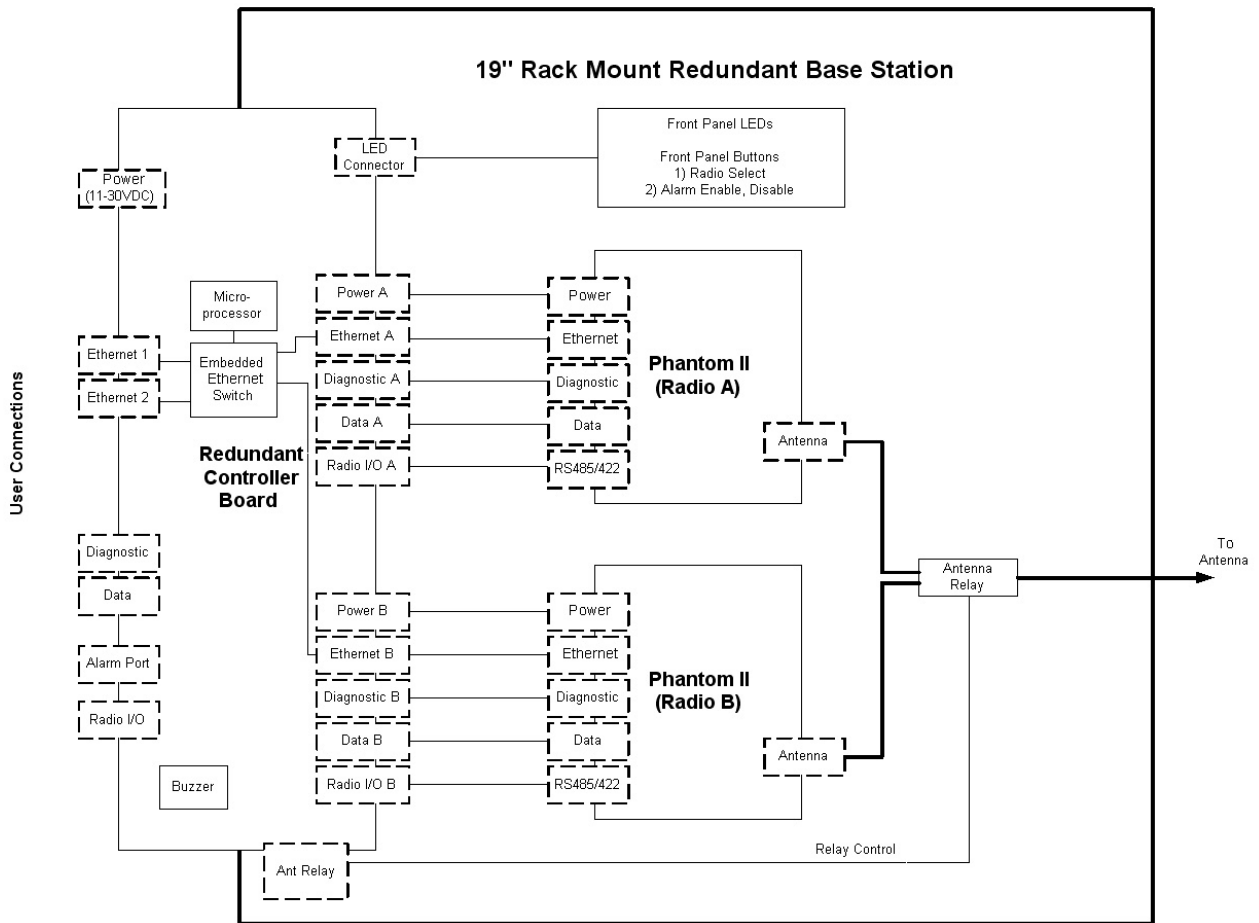 19" Rack Mount Redundant Base Station
Front Panel LEDs
Front Panel Buttons
1) Radio Select
2) Alarm Enable, Disable
LED
Connector
Power
(11-30VDC)
Ethernet 1
Ethernet 2
Micro-
processor
Embedded
Ethernet
Switch
Redundant
Controller
Board
User Connections
Diagnostic
Data
Alarm Port
Radio I/O
Buzzer
Ant Relay
Power A
Ethernet A
Diagnostic A
Data A
Radio I/O A
Power
Ethernet
Diagnostic
Data
RS485/422
Phantom II
(Radio A)
Antenna
Power B
Ethernet B
Diagnostic B
Data B
Radio I/O B
Power
Ethernet
Diagnostic
Data
RS485/422
Phantom II
(Radio B)
Antenna
Antenna
Relay
To
Antenna
Relay Control